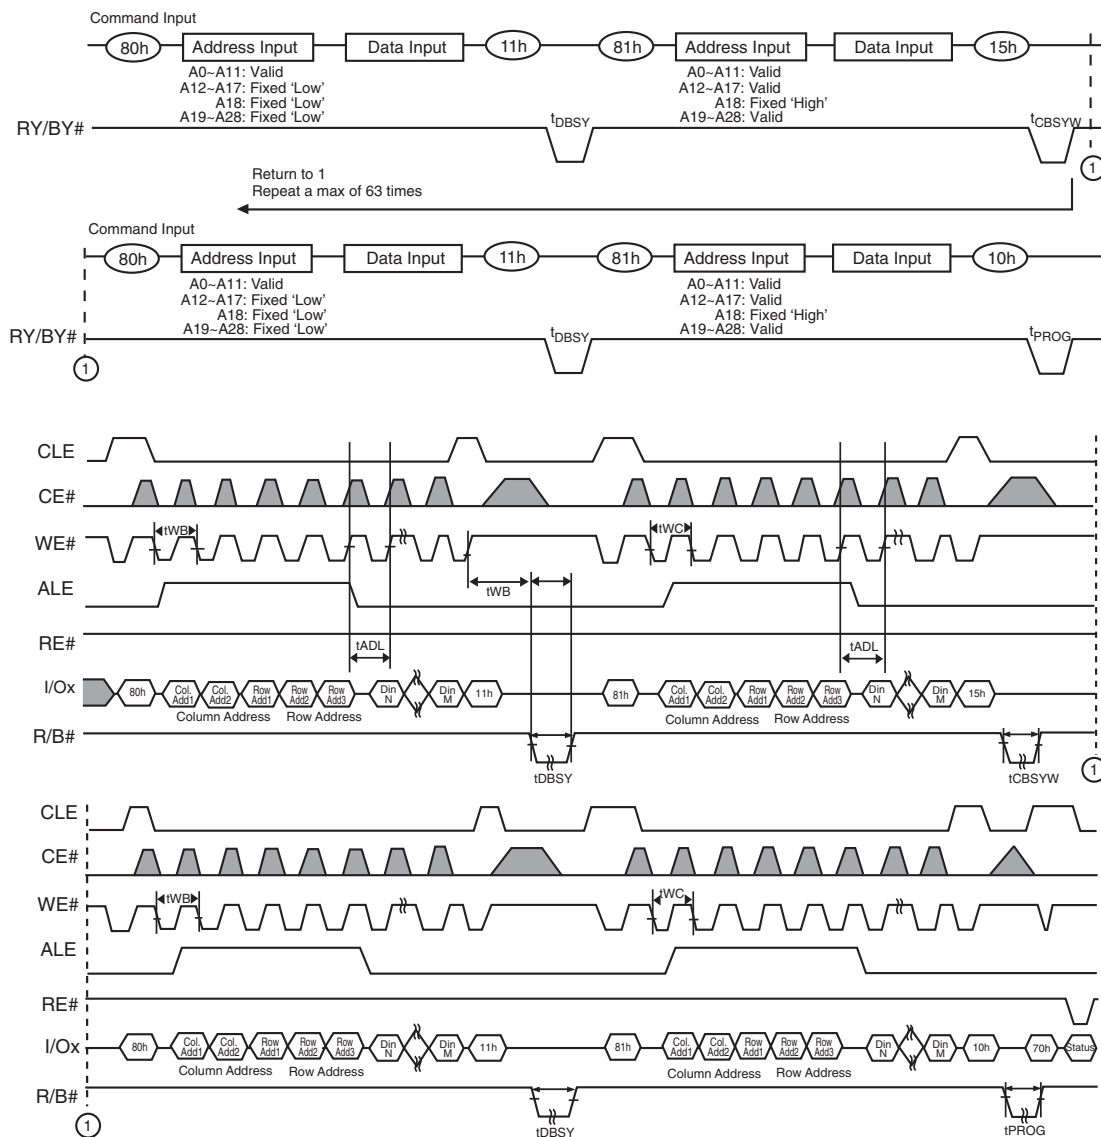 Command Input
80h Address Input Data Input 11h 81h Address Input Data Input 15h
A0~A11: Valid A0~A11: Valid
A12~A17: Fixed ‘Low’ A12~A17: Valid
A18: Fixed ‘Low’ A18: Fixed ‘High’
A19~A28: Fixed ‘Low’ A19~A28: Valid
RY/BY# tDBSY tCBSYW
1
Return to 1
Repeat a max of 63 times
Command Input
80h Address Input Data Input 11h 81h Address Input Data Input 10h
A0~A11: Valid A0~A11: Valid
A12~A17: Fixed ‘Low’ A12~A17: Valid
A18: Fixed ‘Low’ A18: Fixed ‘High’
A19~A28: Fixed ‘Low’ A19~A28: Valid
RY/BY# tDBSY tPROG
1
CLE
CE#
WE# tWB tWC
ALE tWB
RE# tADL tADL
I/Ox 80h Col. Add1 Col. Add2 Row Add1 Row Add2 Row Add3 Din N Din M 11h 81h Col. Add1 Col. Add2 Row Add1 Row Add2 Row Add3 Din N Din M 15h
Column Address Row Address Column Address Row Address
R/B#
tDBSY tCBSYW
1
CLE
CE#
WE# tWB tWC
ALE
RE#
I/Ox 80h Col. Add1 Col. Add2 Row Add1 Row Add2 Row Add3 Din N Din M 11h 81h Col. Add1 Col. Add2 Row Add1 Row Add2 Row Add3 Din N Din M 10h 70h Status
Column Address Row Address Column Address Row Address
R/B#
1 tDBSY tPROG